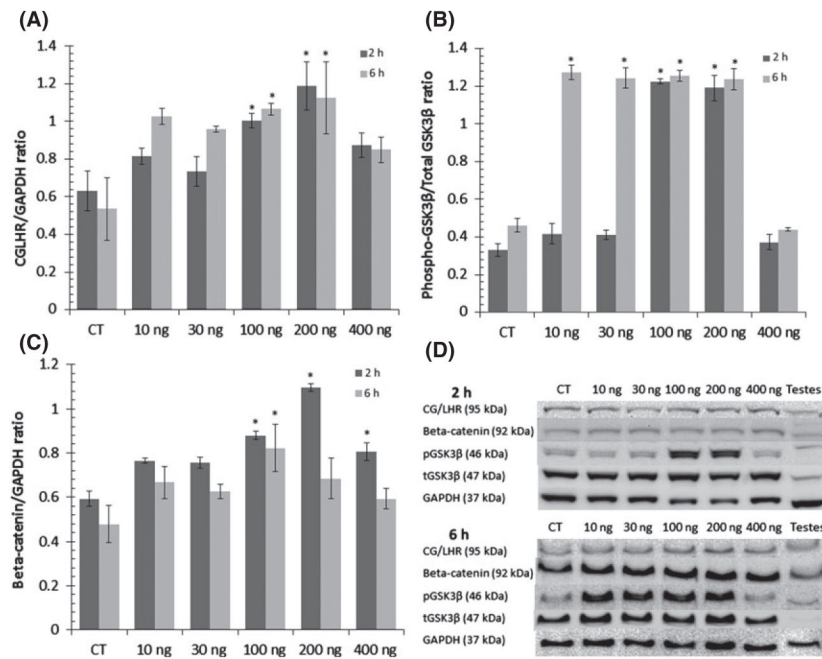 (A)
CGLHR/GAPDH ratio
1.4
1.2
1
0.8
0.6
0.4
0.2
0
* * * *
2 h
6 h
CT 10 ng 30 ng 100 ng 200 ng 400 ng
(B)
Phospho-GSK3β/Total GSK3β ratio
1.4
1.2
1
0.8
0.6
0.4
0.2
0
* * * * * *
2 h
6 h
CT 10 ng 30 ng 100 ng 200 ng 400 ng
(C)
Beta-catenin/GAPDH ratio
1.2
1
0.8
0.6
0.4
0.2
0
* * * *
2 h
6 h
CT 10 ng 30 ng 100 ng 200 ng 400 ng
(D)
2 h CT 10 ng 30 ng 100 ng 200 ng 400 ng Testes
CG/LHR (95 kDa)
Beta-catenin (92 kDa)
pGSK3β (46 kDa)
tGSK3β (47 kDa)
GAPDH (37 kDa)
6 h CT 10 ng 30 ng 100 ng 200 ng 400 ng Testes
CG/LHR (95 kDa)
Beta-catenin (92 kDa)
pGSK3β (46 kDa)
tGSK3β (47 kDa)
GAPDH (37 kDa)